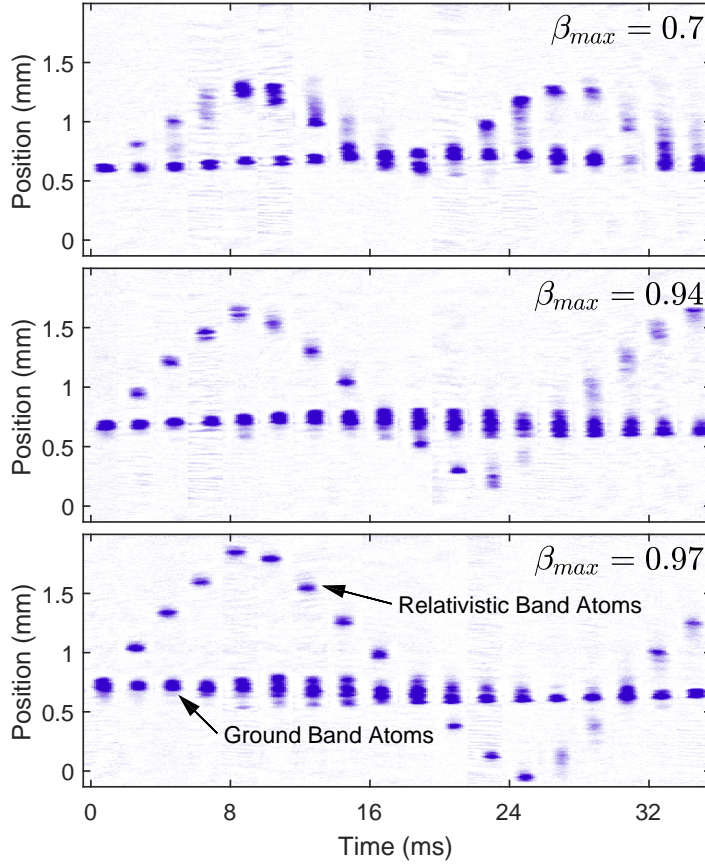 β_max = 0.7
Position (mm)
1.5
1
0.5
0
β_max = 0.94
Position (mm)
1.5
1
0.5
0
β_max = 0.97
Position (mm)
1.5
1
0.5
0
Relativistic Band Atoms
Ground Band Atoms
0 8 16 24 32
Time (ms)